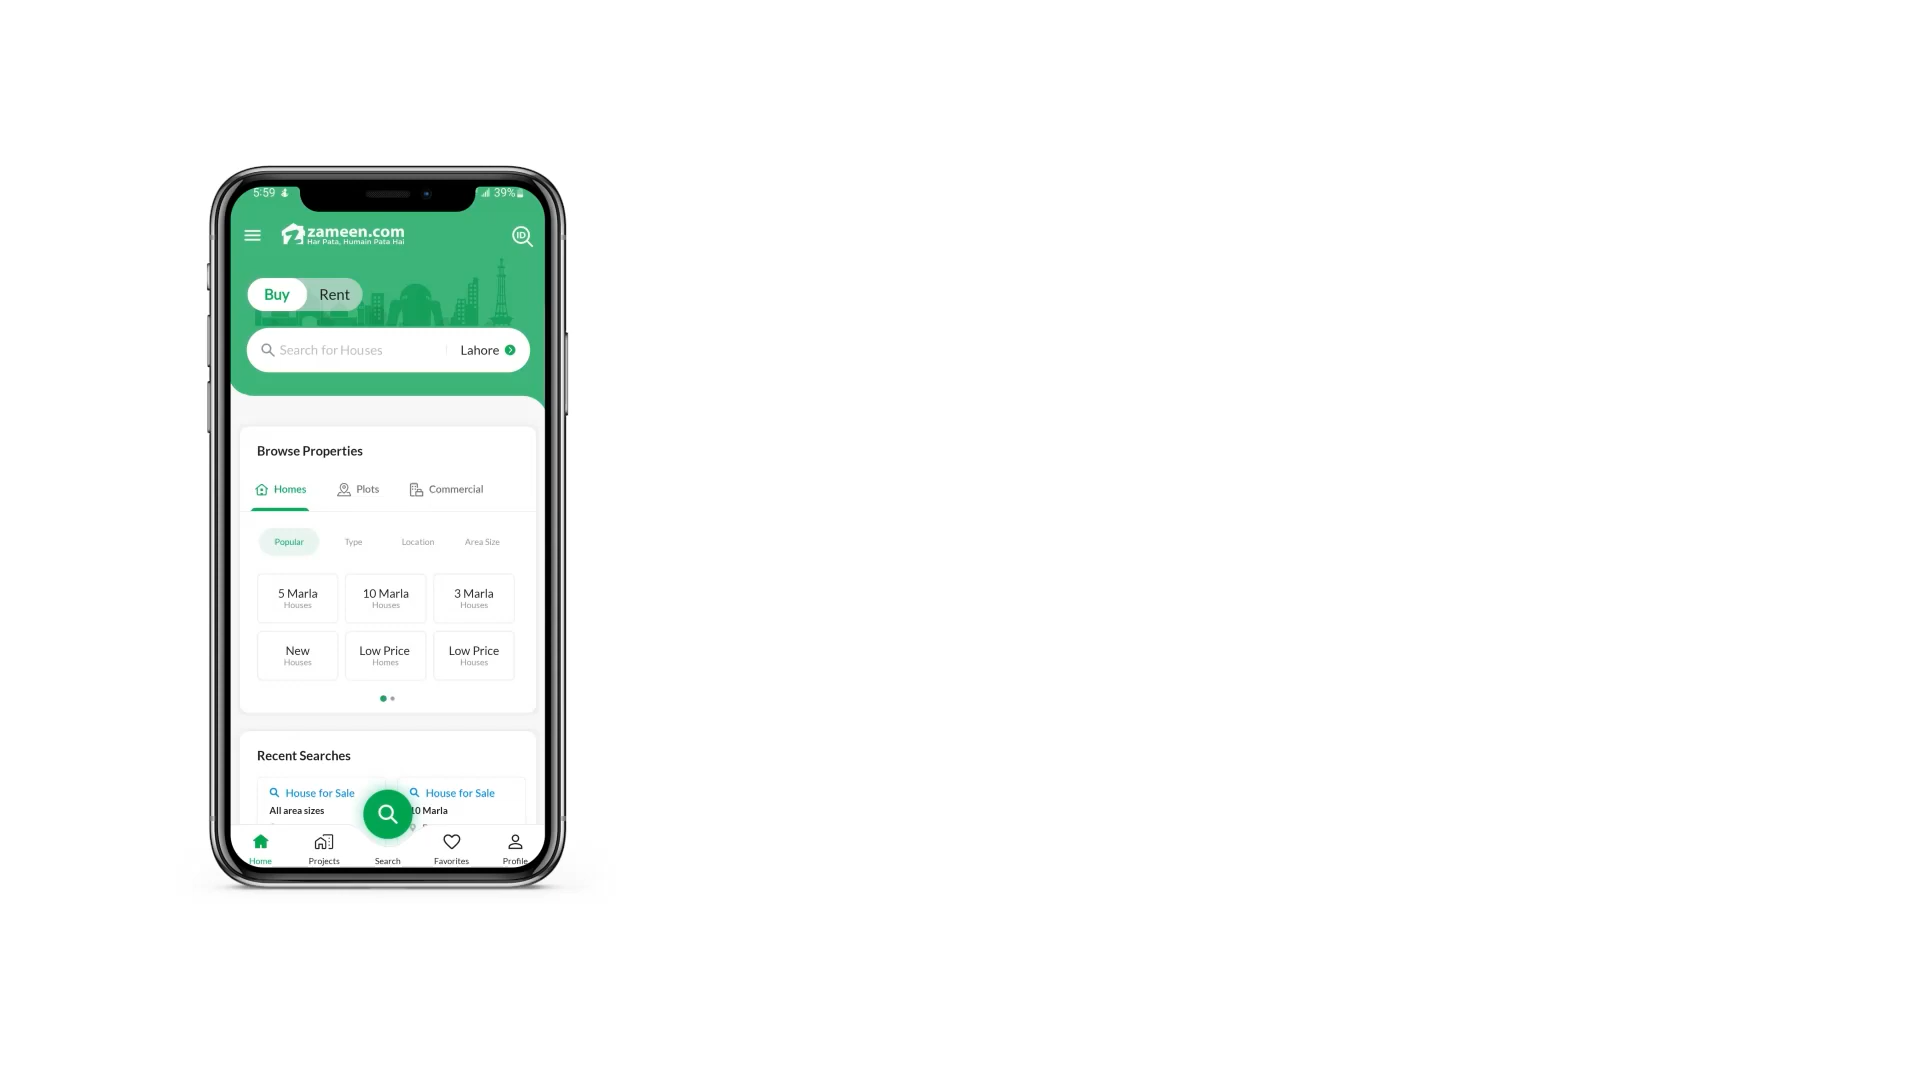 5:59
39%
zameen.com
Har Pata, Humain Pata Hai
ID
Buy Rent
Search for Houses Lahore
Browse Properties
Homes Plots Commercial
Popular Type Location Area Size
5 Marla 10 Marla 3 Marla
Houses Houses Houses
New Low Price Low Price
Houses Homes Houses
Recent Searches
House for Sale House for Sale
All area sizes 10 Marla
Home Projects Search Favorites Profile